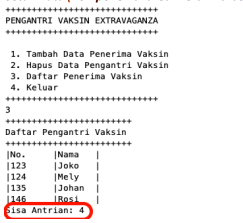 ++++++++++++++++++++++++++++
PENGANTRI VAKSIN EXTRAVAGANZA
++++++++++++++++++++++++++++
1. Tambah Data Penerima Vaksin
2. Hapus Data Pengantri Vaksin
3. Daftar Penerima Vaksin
4. Keluar
++++++++++++++++++++++++++++
3
+++++++++++++++++++++++
Daftar Pengantri Vaksin
+++++++++++++++++++++++
|No. |Nama |
|123 |Joko |
|124 |Mely |
|135 |Johan |
|146 |Rosi |
Sisa Antrian: 4